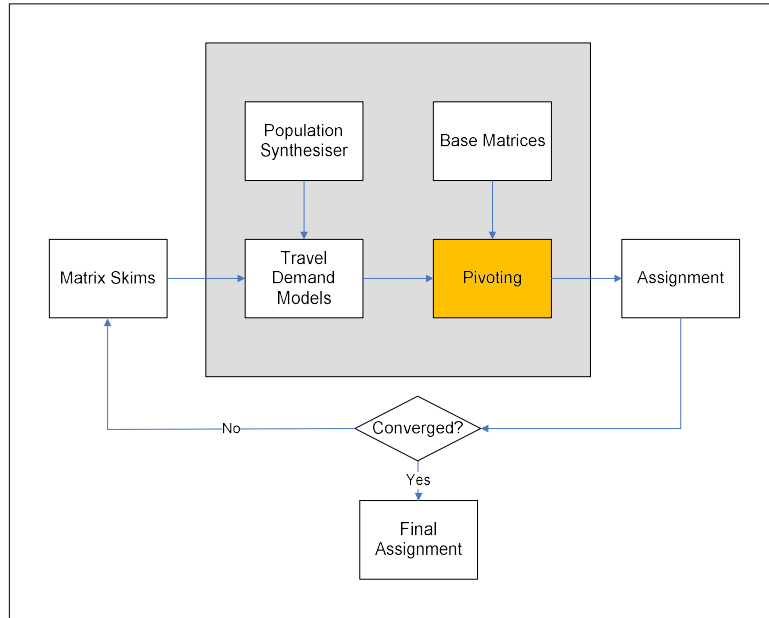 Population
Synthesiser
Base Matrices
Matrix Skims
Travel
Demand
Models
Pivoting
Assignment
Converged?
No
Yes
Final
Assignment